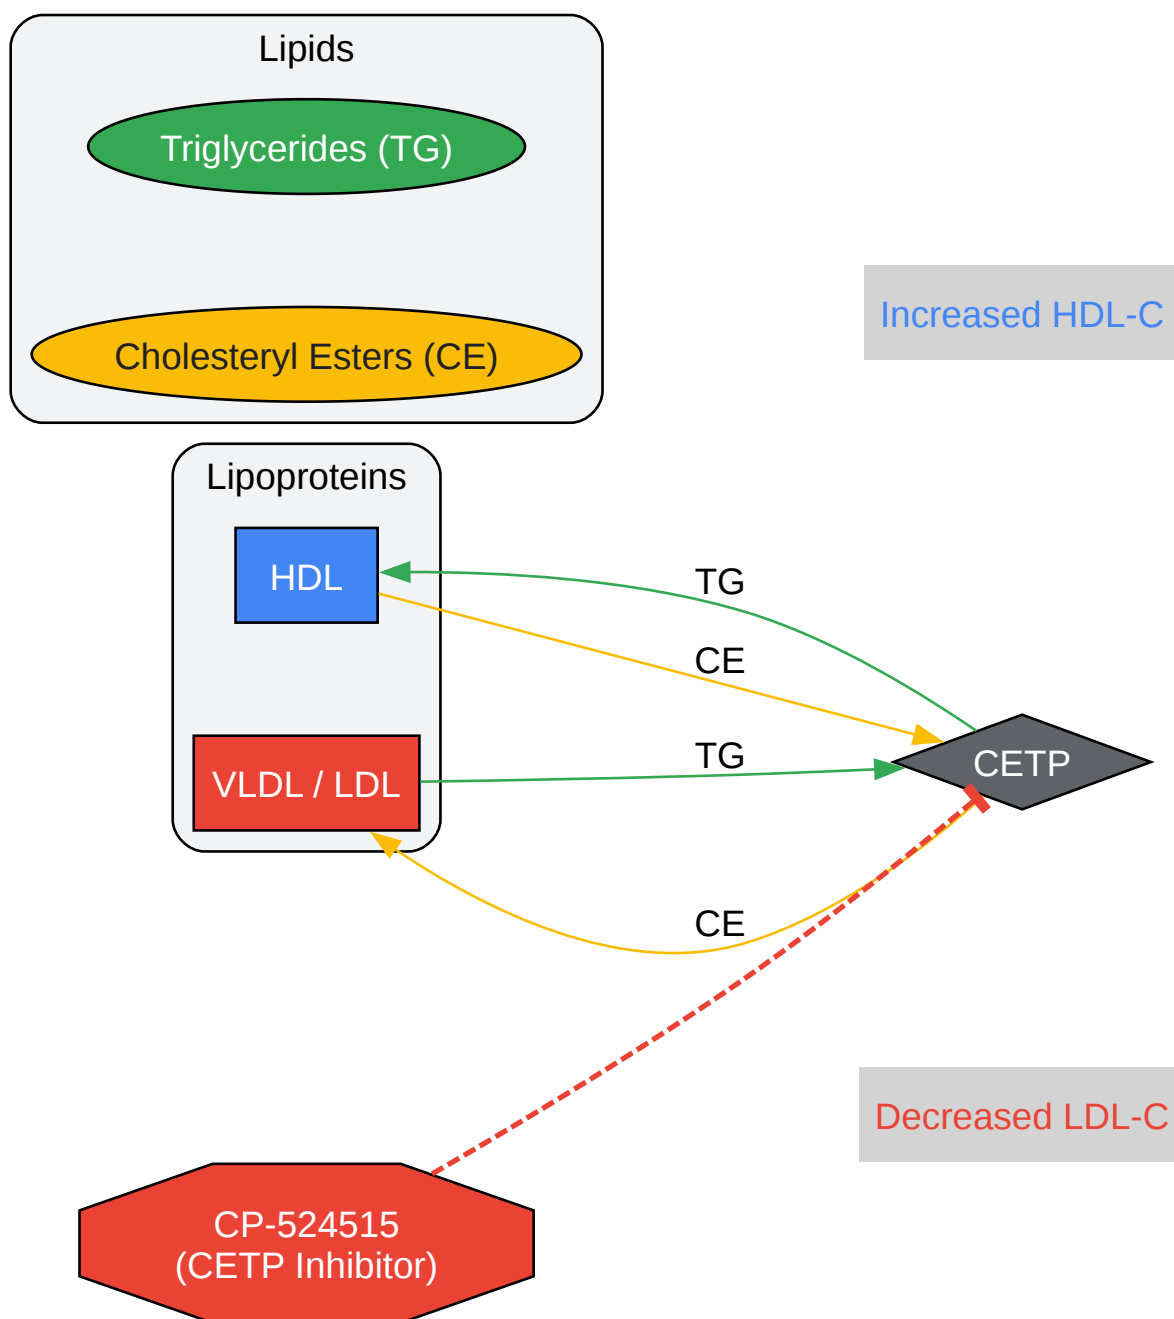 Lipids
Triglycerides (TG)
Increased HDL-C
Cholesteryl Esters (CE)
Lipoproteins
HDL
TG
CE
VLDL / LDL
TG
CETP
CE
Decreased LDL-C
CP-524515
(CETP Inhibitor)